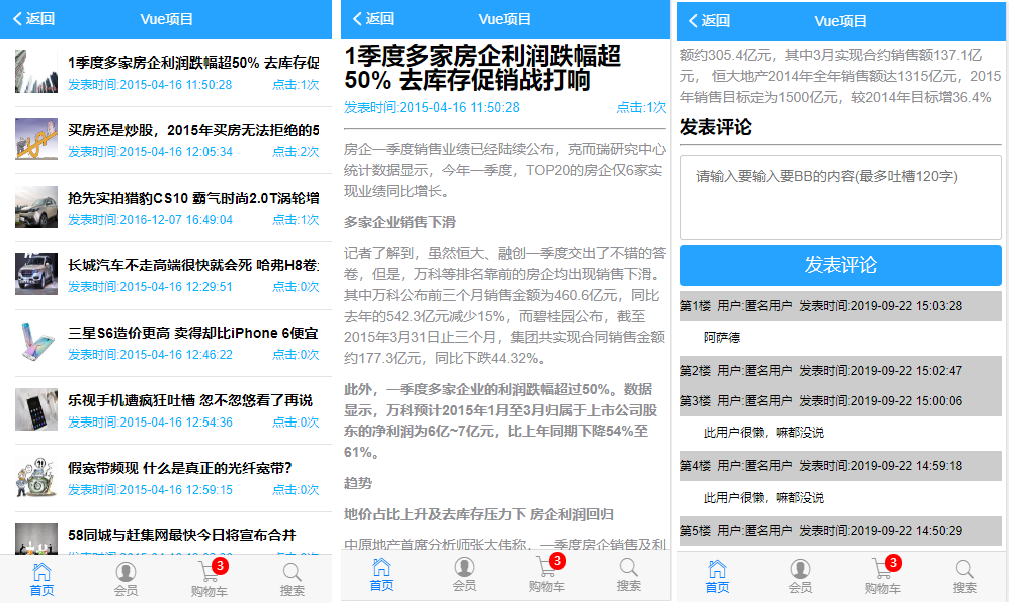 返回
Vue项目
1季度多家房企利润跌幅超50% 去库存促
发表时间:2015-04-16 11:50:28
点击:1次
买房还是炒股，2015年买房无法拒绝的5
发表时间:2015-04-16 12:05:34
点击:2次
抢先实拍猎豹CS10 霸气时尚2.0T涡轮增
发表时间:2016-12-07 16:49:04
点击:1次
长城汽车不走高端很快就会死 哈弗H8卷
发表时间:2015-04-16 12:29:51
点击:0次
三星S6造价更高 卖得却比iPhone 6便宜
发表时间:2015-04-16 12:46:22
点击:0次
乐视手机遭疯狂吐槽 忽不忽悠看了再说
发表时间:2015-04-16 12:54:36
点击:0次
假宽带频现 什么是真正的光纤宽带?
发表时间:2015-04-16 12:59:15
点击:0次
58同城与赶集网最快今日将宣布合并
首页
会员
3
购物车
搜索
返回
Vue项目
1季度多家房企利润跌幅超
50% 去库存促销战打响
发表时间:2015-04-16 11:50:28
点击:1次
房企一季度销售业绩已经陆续公布，克而瑞研究中心
统计数据显示，今年一季度，TOP20的房企仅6家实
现业绩同比增长。
多家企业销售下滑
记者了解到，虽然恒大、融创一季度交出了不错的答
卷，但是，万科等排名靠前的房企均出现销售下滑。
其中万科公布前三个月销售金额为460.6亿元，同比
去年的542.3亿元减少15%，而碧桂园公布，截至
2015年3月31日止三个月，集团共实现合同销售金额
约177.3亿元，同比下跌44.32%。
此外，一季度多家企业的利润跌幅超过50%。数据
显示，万科预计2015年1月至3月归属于上市公司股
东的净利润为6亿~7亿元，比上年同期下降54%至
61%。
趋势
地价占比上升及去库存压力下 房企利润回归
中原地产首席分析师张大伟称，一季度房企销售及利
首页
会员
3
购物车
搜索
返回
Vue项目
额约305.4亿元，其中3月实现合约销售额137.1亿
元， 恒大地产2014年全年销售额达1315亿元，2015
年销售目标定为1500亿元，较2014年目标增36.4%
发表评论
请输入要输入要BB的内容(最多吐槽120字)
发表评论
第1楼 用户:匿名用户 发表时间:2019-09-22 15:03:28
阿萨德
第2楼 用户:匿名用户 发表时间:2019-09-22 15:02:47
第3楼 用户:匿名用户 发表时间:2019-09-22 15:00:06
此用户很懒，嘛都没说
第4楼 用户:匿名用户 发表时间:2019-09-22 14:59:18
此用户很懒，嘛都没说
第5楼 用户:匿名用户 发表时间:2019-09-22 14:50:29
首页
会员
3
购物车
搜索